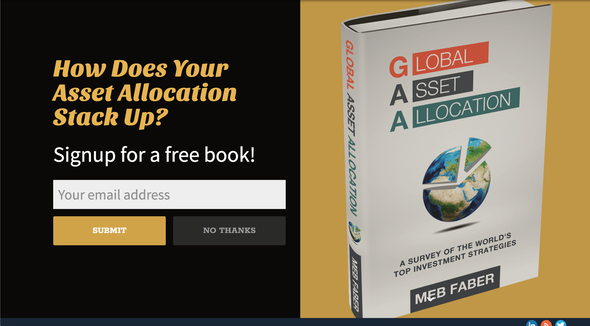 How Does Your
Asset Allocation
Stack Up?
Signup for a free book!
Your email address
SUBMIT
NO THANKS
GLOBAL ASSET ALLOCATION
MEB FABER
GLOBAL
ASSET
ALLOCATION
A SURVEY OF THE WORLD'S
TOP INVESTMENT STRATEGIES
MEB FABER